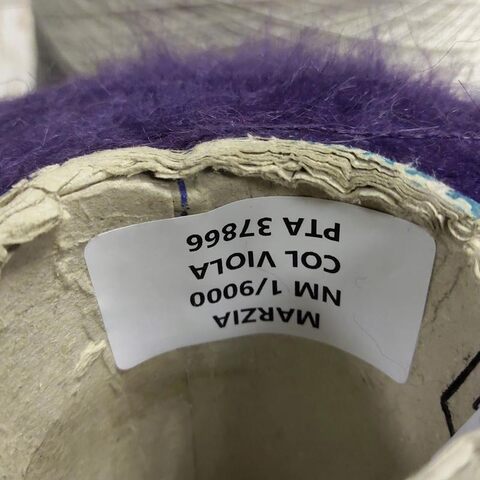 MARZIA
NM 1/9000
COL VIOLA
PTA 37866